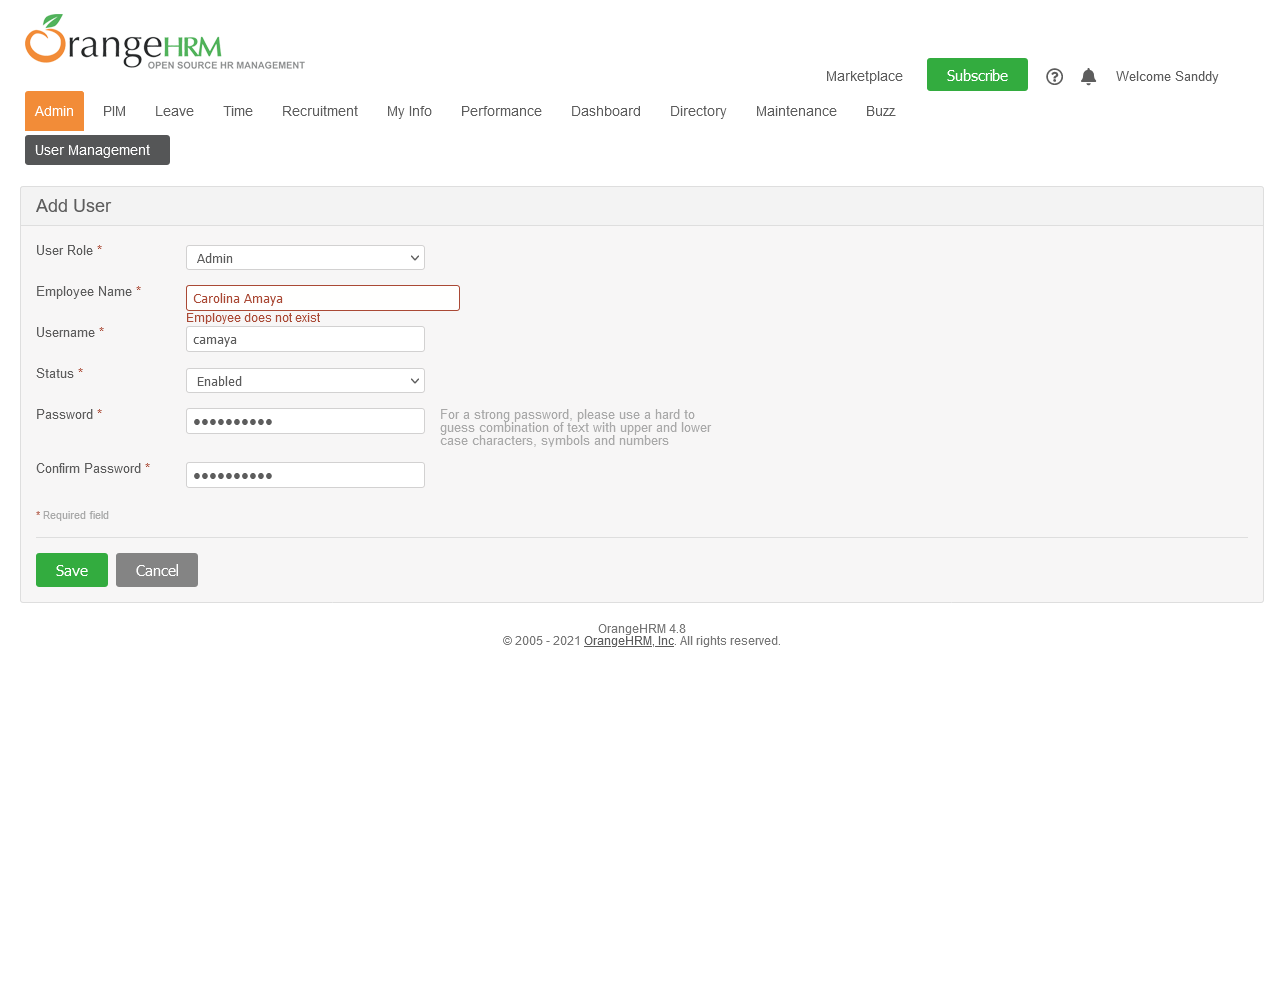 OrangeHRM
OPEN SOURCE HR MANAGEMENT
Marketplace Subscribe Welcome Sanddy
Admin PIM Leave Time Recruitment My Info Performance Dashboard Directory Maintenance Buzz
User Management
Add User
User Role * Admin
Employee Name * Carolina Amaya
Employee does not exist
Username * camaya
Status * Enabled
Password * ●●●●●●●●●● For a strong password, please use a hard to
guess combination of text with upper and lower
case characters, symbols and numbers
Confirm Password * ●●●●●●●●●●
* Required field
Save Cancel
OrangeHRM 4.8
© 2005 - 2021 OrangeHRM, Inc. All rights reserved.